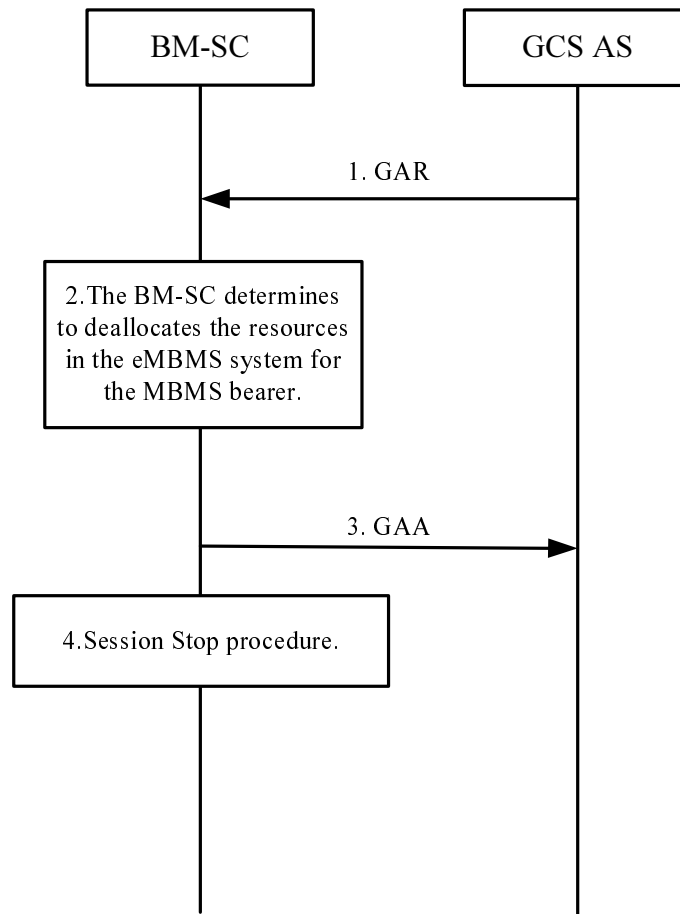 BM-SC
GCS AS
1. GAR
2.The BM-SC determines
to deallocates the resources
in the eMBMS system for
the MBMS bearer.
3. GAA
4.Session Stop procedure.